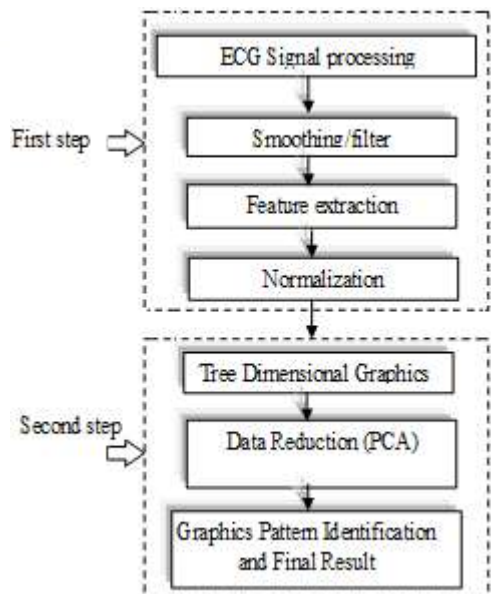 ECG Signal processing
First step
Smoothing/filter
Feature extraction
Normalization
Tree Dimensional Graphics
Second step
Data Reduction (PCA)
Graphics Pattern Identification
and Final Result